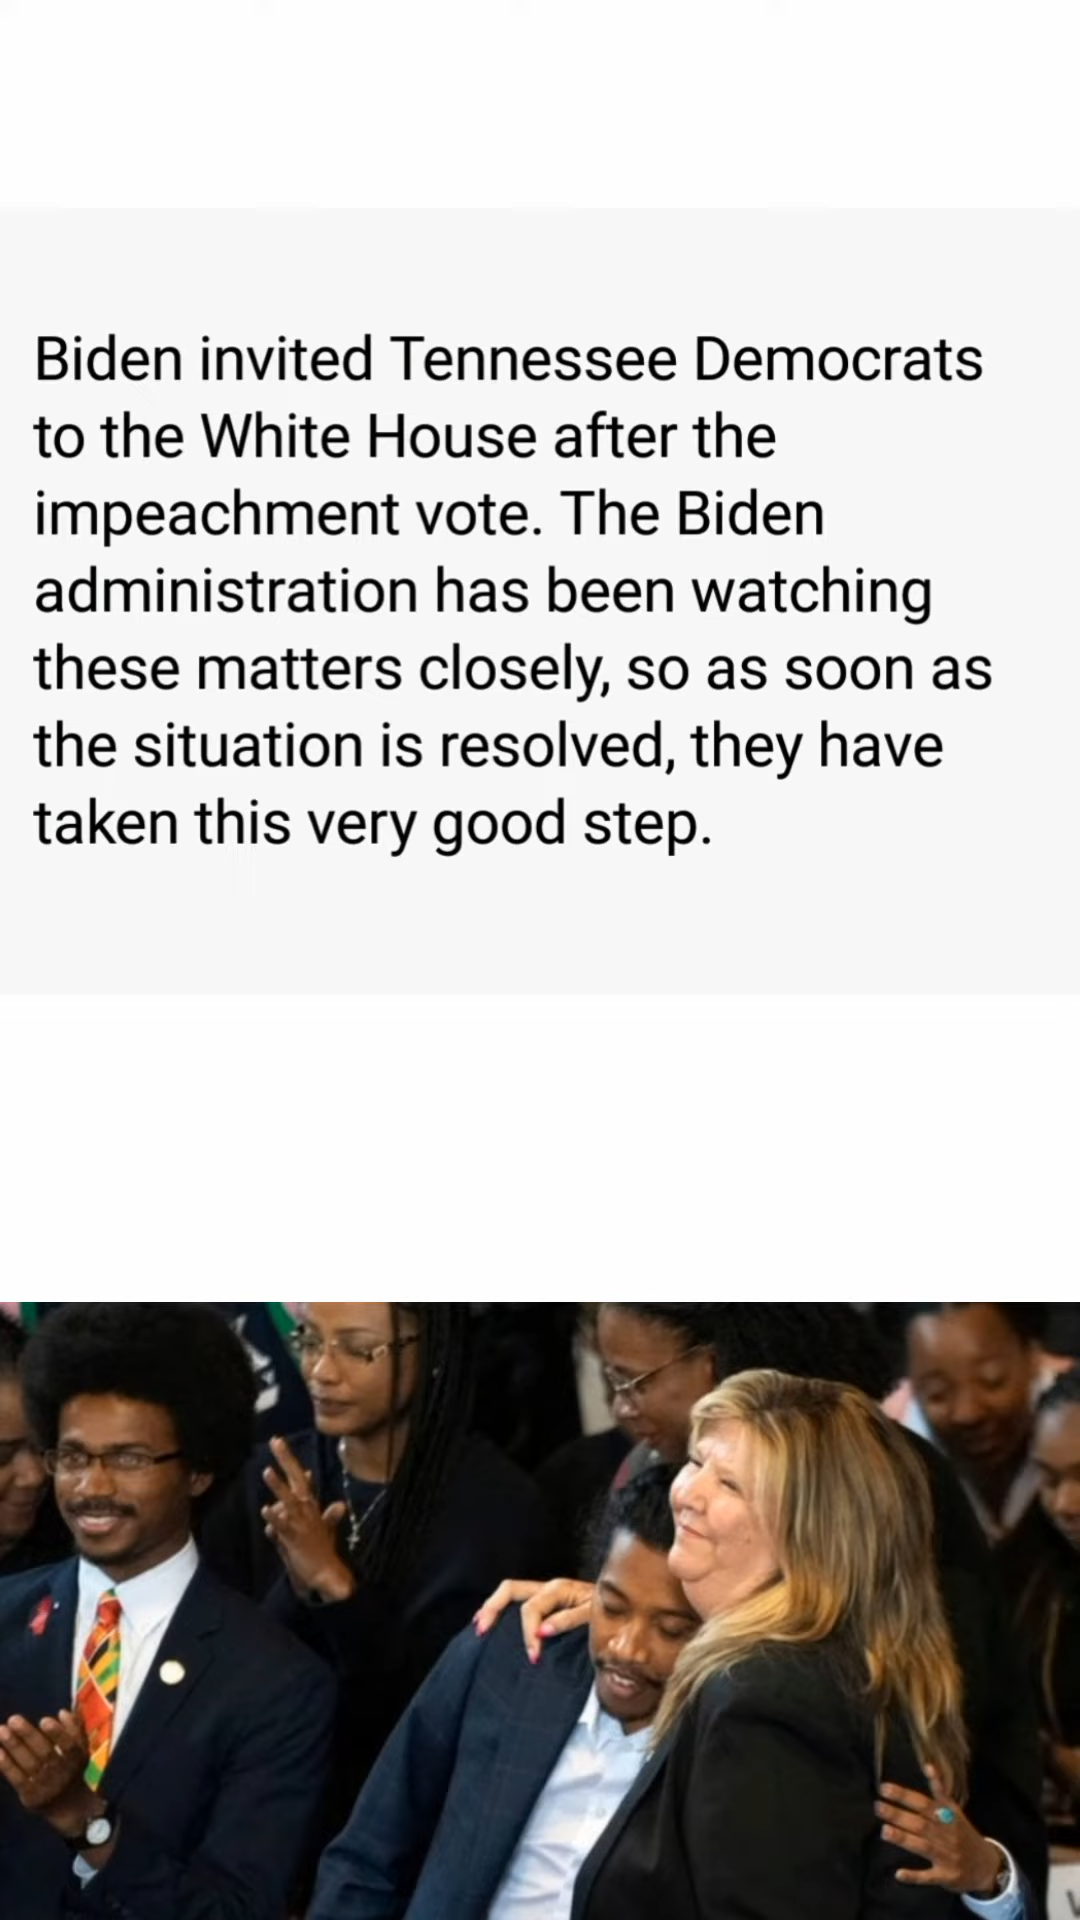 Biden invited Tennessee Democrats
to the White House after the
impeachment vote. The Biden
administration has been watching
these matters closely, so as soon as
the situation is resolved, they have
taken this very good step.